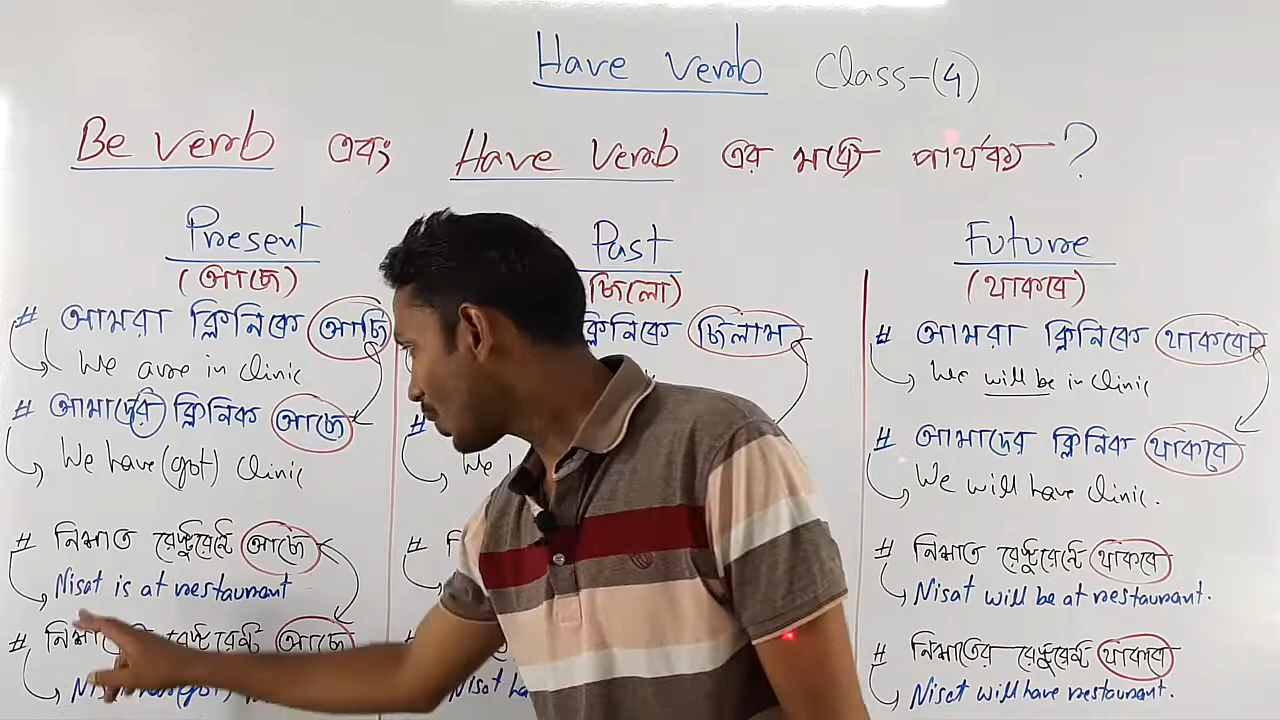 Have verb Class-(4)
Be verb এবং Have verb এর মধ্যে পার্থক্য ?
Present
(আছে)
# আমরা ক্লিনিকে আছি
We are in clinic
# আমাদের ক্লিনিক আছে
We have (got) clinic
# নিসাত রেস্টুরেন্টে আছে
Nisat is at restaurant
# রেস্টুরেন্ট আছে
Past
ছিলো)
ক্লিনিকে ছিলাম
#
We
#
Nisat
Future
(থাকবে)
# আমরা ক্লিনিকে থাকবো
We will be in clinic
# আমাদের ক্লিনিক থাকবে
We will have clinic.
# নিসাত রেস্টুরেন্টে থাকবে
Nisat will be at restaurant.
# নিসাতের রেস্টুরেন্ট থাকবে
Nisat will have restaurant.